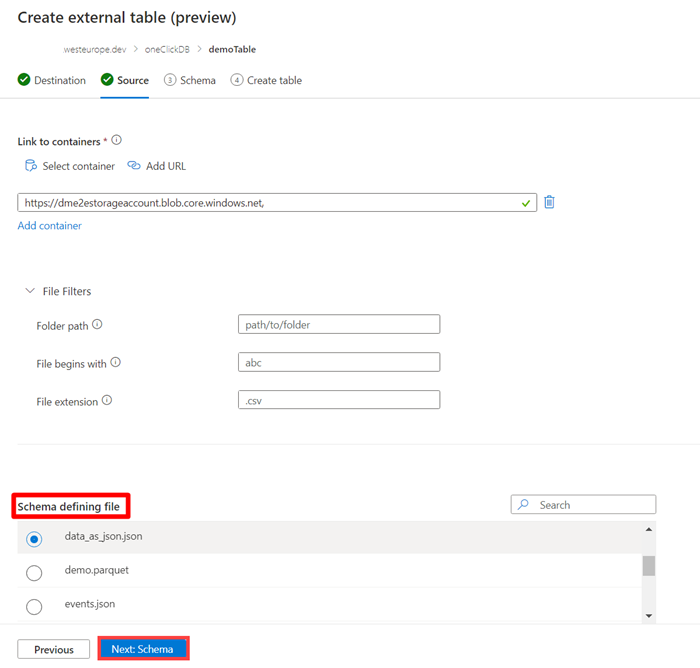 Create external table (preview)
.westeurope.dev > oneClickDB > demoTable
Destination Source 3 Schema 4 Create table
Link to containers *
Select container Add URL
https://dme2estorageaccount.blob.core.windows.net,
Add container
File Filters
Folder path path/to/folder
File begins with abc
File extension .csv
Schema defining file Search
data_as_json.json
demo.parquet
events.json
Previous Next: Schema